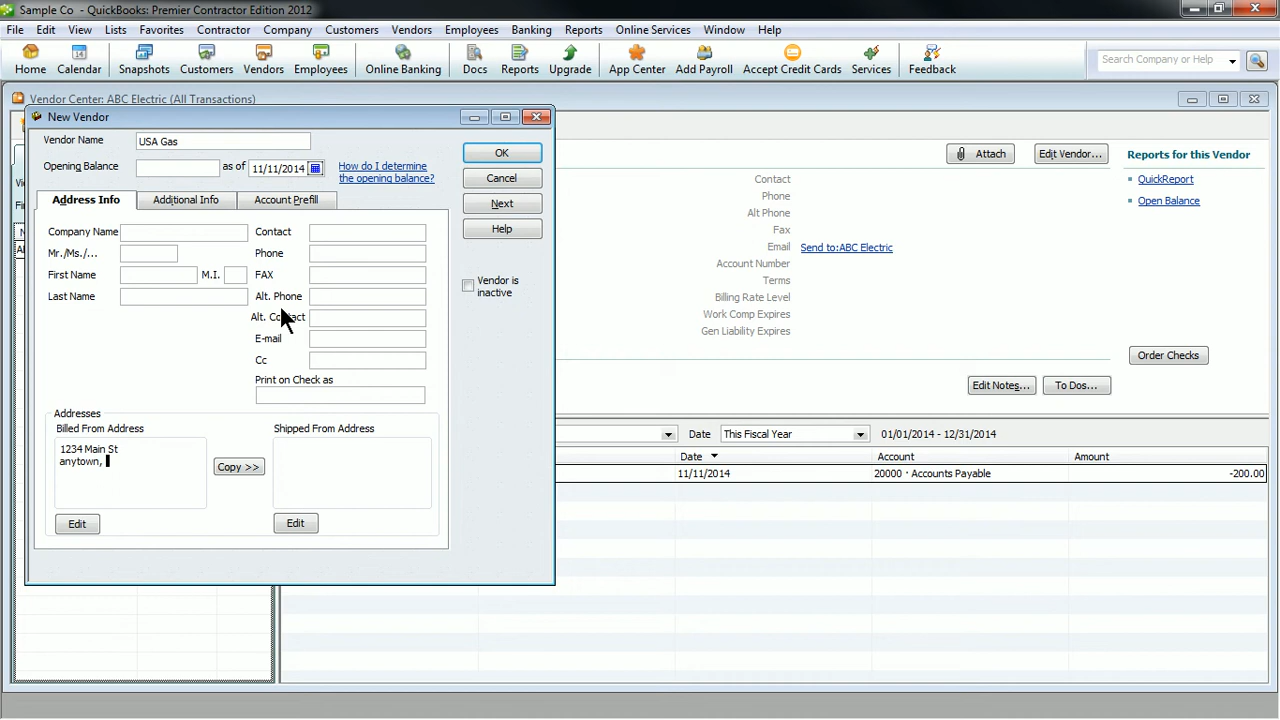 Sample Co - QuickBooks: Premier Contractor Edition 2012
File Edit View Lists Favorites Contractor Company Customers Vendors Employees Banking Reports Online Services Window Help
Home Calendar Snapshots Customers Vendors Employees Online Banking Docs Reports Upgrade App Center Add Payroll Accept Credit Cards Services Feedback
Search Company or Help
Vendor Center: ABC Electric (All Transactions)
New Vendor
Vendor Name USA Gas
OK
Opening Balance as of 11/11/2014
How do I determine
the opening balance?
Cancel
Address Info Additional Info Account Prefill
Next
Company Name Contact
Help
Mr./Ms./... Phone
First Name M.I. FAX
Last Name Alt. Phone
Vendor is
inactive
Alt. Contact
E-mail
Cc
Print on Check as
Addresses
Billed From Address Shipped From Address
1234 Main St
anytown,
Copy >>
Edit Edit
Attach Edit Vendor...
Reports for this Vendor
QuickReport
Open Balance
Contact
Phone
Alt Phone
Fax
Email Send to:ABC Electric
Account Number
Terms
Billing Rate Level
Work Comp Expires
Gen Liability Expires
Order Checks
Edit Notes... To Dos...
Date This Fiscal Year 01/01/2014 - 12/31/2014
Date Account Amount
11/11/2014 20000 · Accounts Payable -200.00